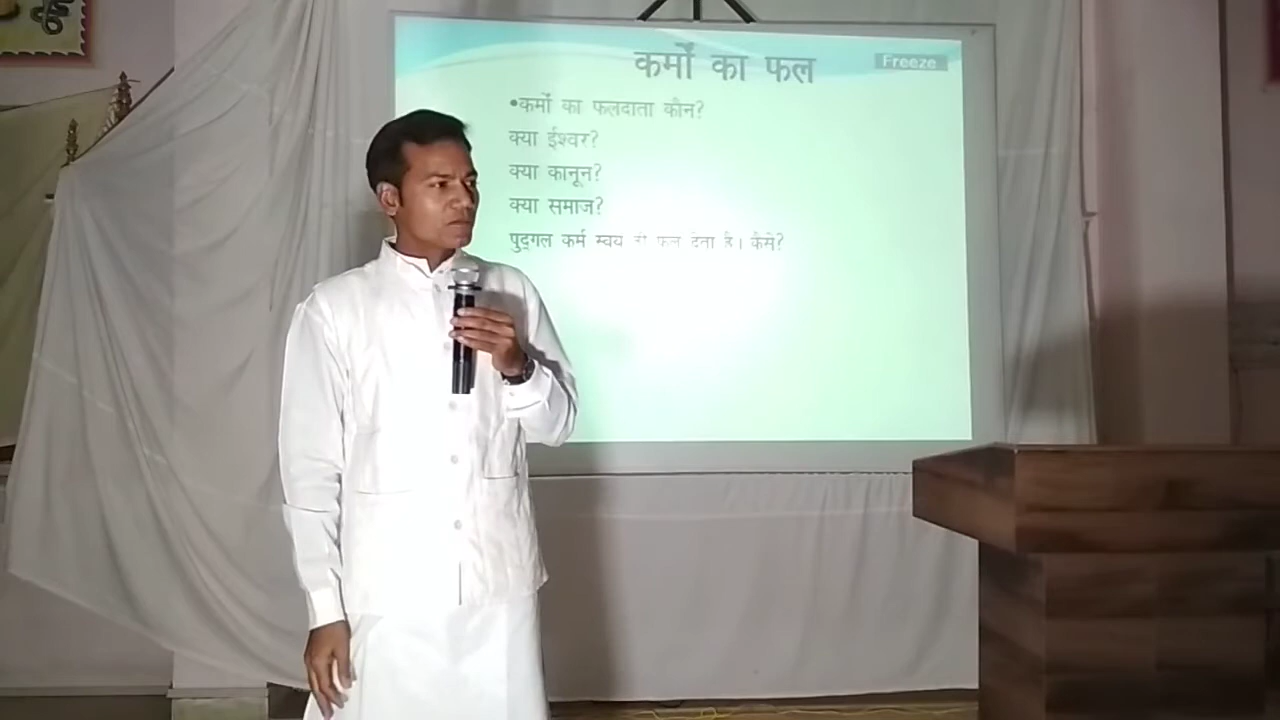 कर्मों का फल
Freeze
•कर्मों का फलदाता कौन?
क्या ईश्वर?
क्या कानून?
क्या समाज?
पुद्गल कर्म स्वयं ही फल देता है। कैसे?